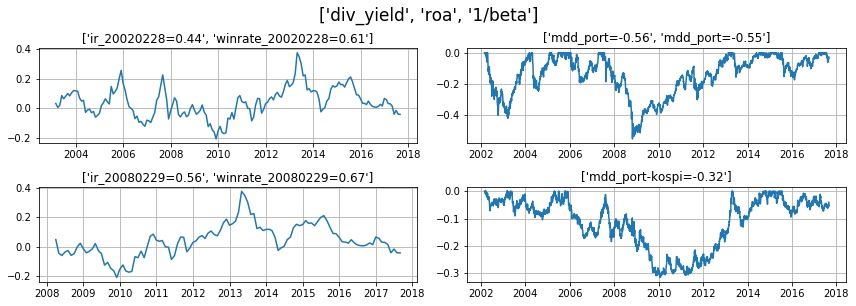 ['div_yield', 'roa', '1/beta']
['ir_20020228=0.44', 'winrate_20020228=0.61']
0.4
0.2
0.0
−0.2
2004 2006 2008 2010 2012 2014 2016 2018
['mdd_port=-0.56', 'mdd_port=-0.55']
0.0
−0.2
−0.4
2002 2004 2006 2008 2010 2012 2014 2016 2018
['ir_20080229=0.56', 'winrate_20080229=0.67']
0.4
0.2
0.0
−0.2
2008 2009 2010 2011 2012 2013 2014 2015 2016 2017 2018
['mdd_port-kospi=-0.32']
0.0
−0.1
−0.2
−0.3
2002 2004 2006 2008 2010 2012 2014 2016 2018